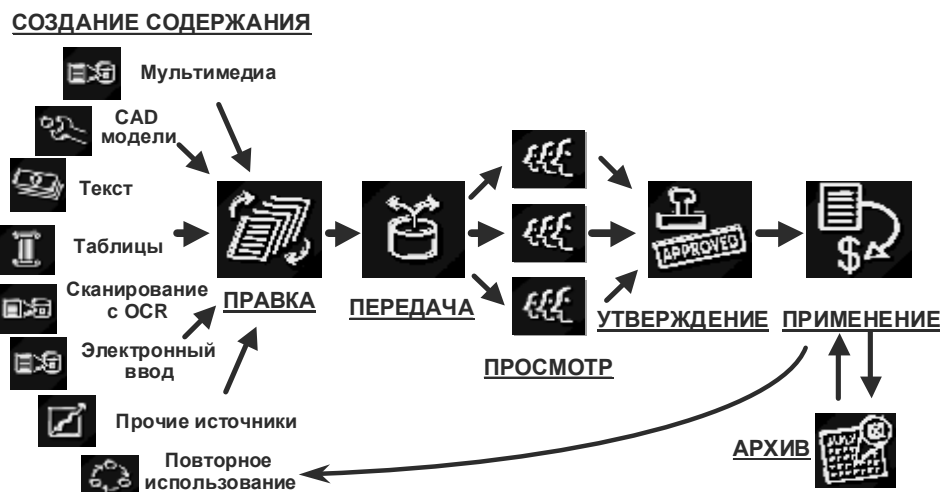 СОЗДАНИЕ СОДЕРЖАНИЯ
Мультимедиа
CAD
модели
Текст
Таблицы
Сканирование
с OCR
Электронный
ввод
Прочие источники
Повторное
использование
ПРАВКА
ПЕРЕДАЧА
ПРОСМОТР
APPROVED
УТВЕРЖДЕНИЕ
$
ПРИМЕНЕНИЕ
АРХИВ